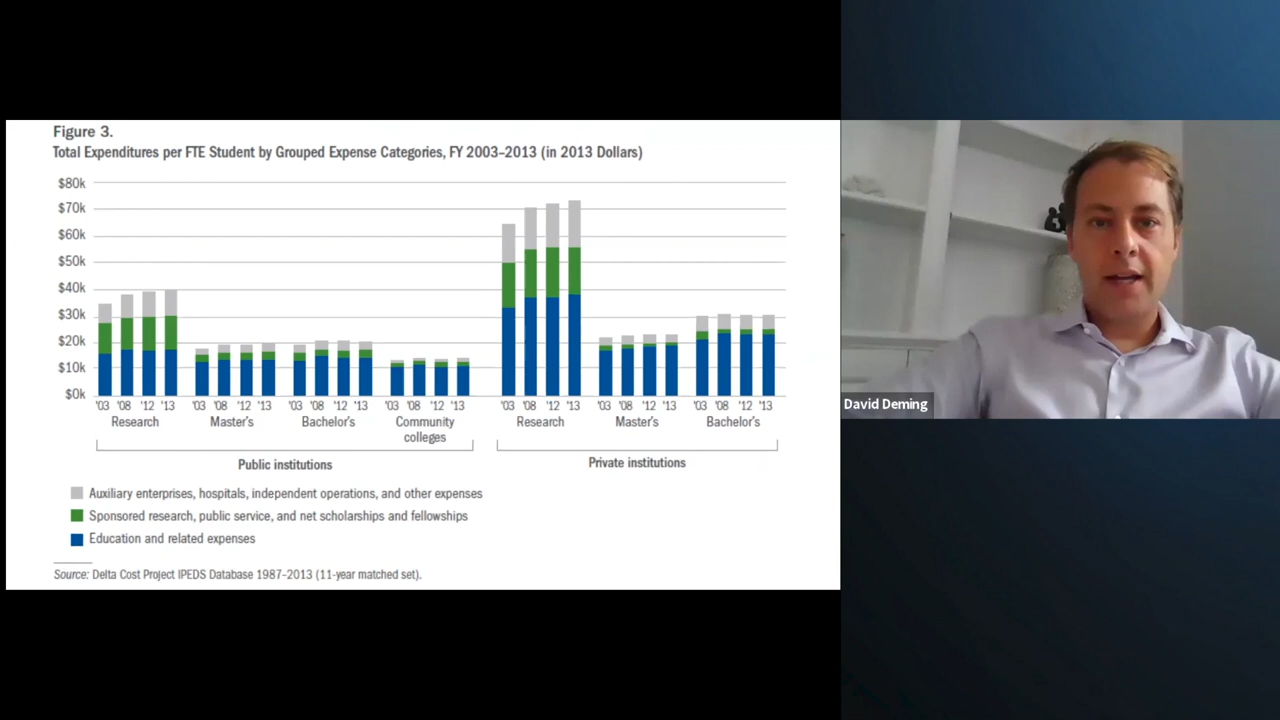 Figure 3.
Total Expenditures per FTE Student by Grouped Expense Categories, FY 2003–2013 (in 2013 Dollars)
$80k
$70k
$60k
$50k
$40k
$30k
$20k
$10k
$0k
'03 '08 '12 '13 '03 '08 '12 '13 '03 '08 '12 '13 '03 '08 '12 '13 '03 '08 '12 '13 '03 '08 '12 '13 '03 '08 '12 '13
Research Master's Bachelor's Community Research Master's Bachelor's
colleges
Public institutions Private institutions
Auxiliary enterprises, hospitals, independent operations, and other expenses
Sponsored research, public service, and net scholarships and fellowships
Education and related expenses
Source: Delta Cost Project IPEDS Database 1987–2013 (11-year matched set).
David Deming